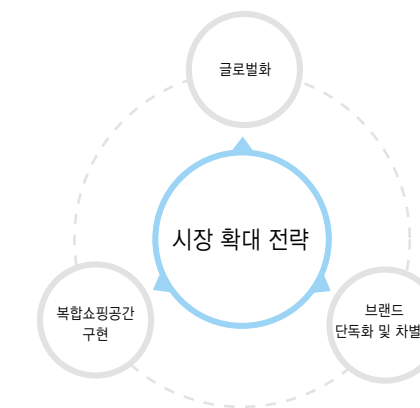 글로벌화
시장 확대 전략
복합쇼핑공간
구현
브랜드
단독화 및 차별